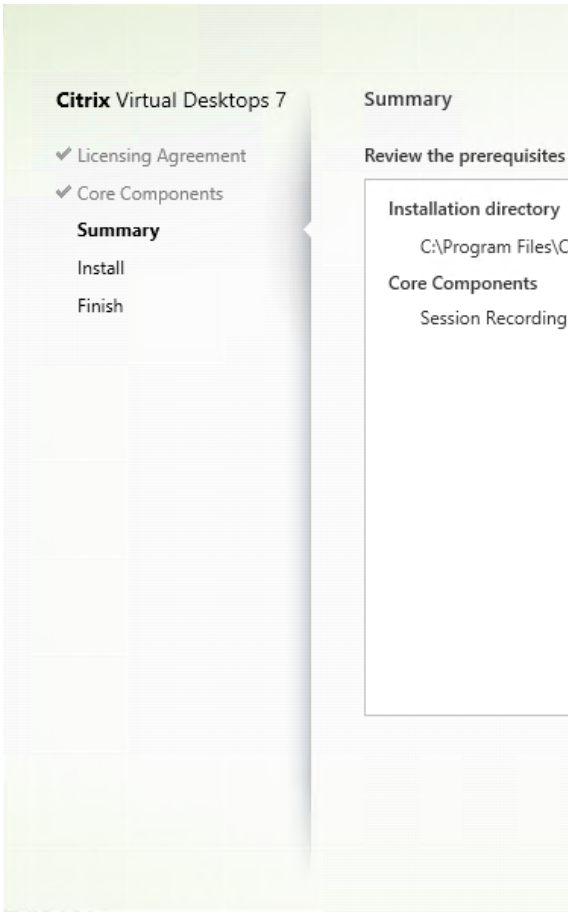 Citrix Virtual Desktops 7
Licensing Agreement
Core Components
Summary
Install
Finish
Summary
Review the prerequisites
Installation directory
C:\Program Files\C
Core Components
Session Recording